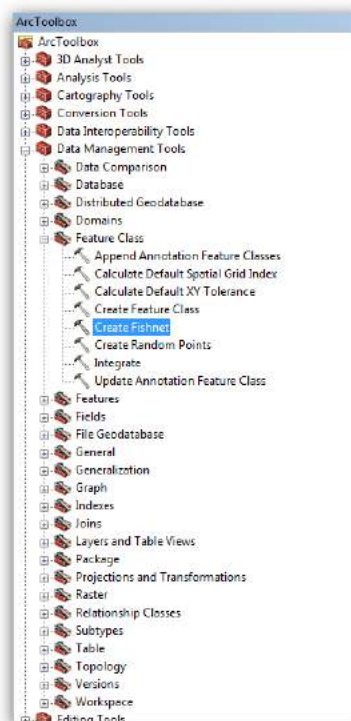 ArcToolbox
ArcToolbox
3D Analyst Tools
Analysis Tools
Cartography Tools
Conversion Tools
Data Interoperability Tools
Data Management Tools
Data Comparison
Database
Distributed Geodatabase
Domains
Feature Class
Append Annotation Feature Classes
Calculate Default Spatial Grid Index
Calculate Default XY Tolerance
Create Feature Class
Create Fishnet
Create Random Points
Integrate
Update Annotation Feature Class
Features
Fields
File Geodatabase
General
Generalization
Graph
Indexes
Joins
Layers and Table Views
Package
Projections and Transformations
Raster
Relationship Classes
Subtypes
Table
Topology
Versions
Workspace
Editing Tools